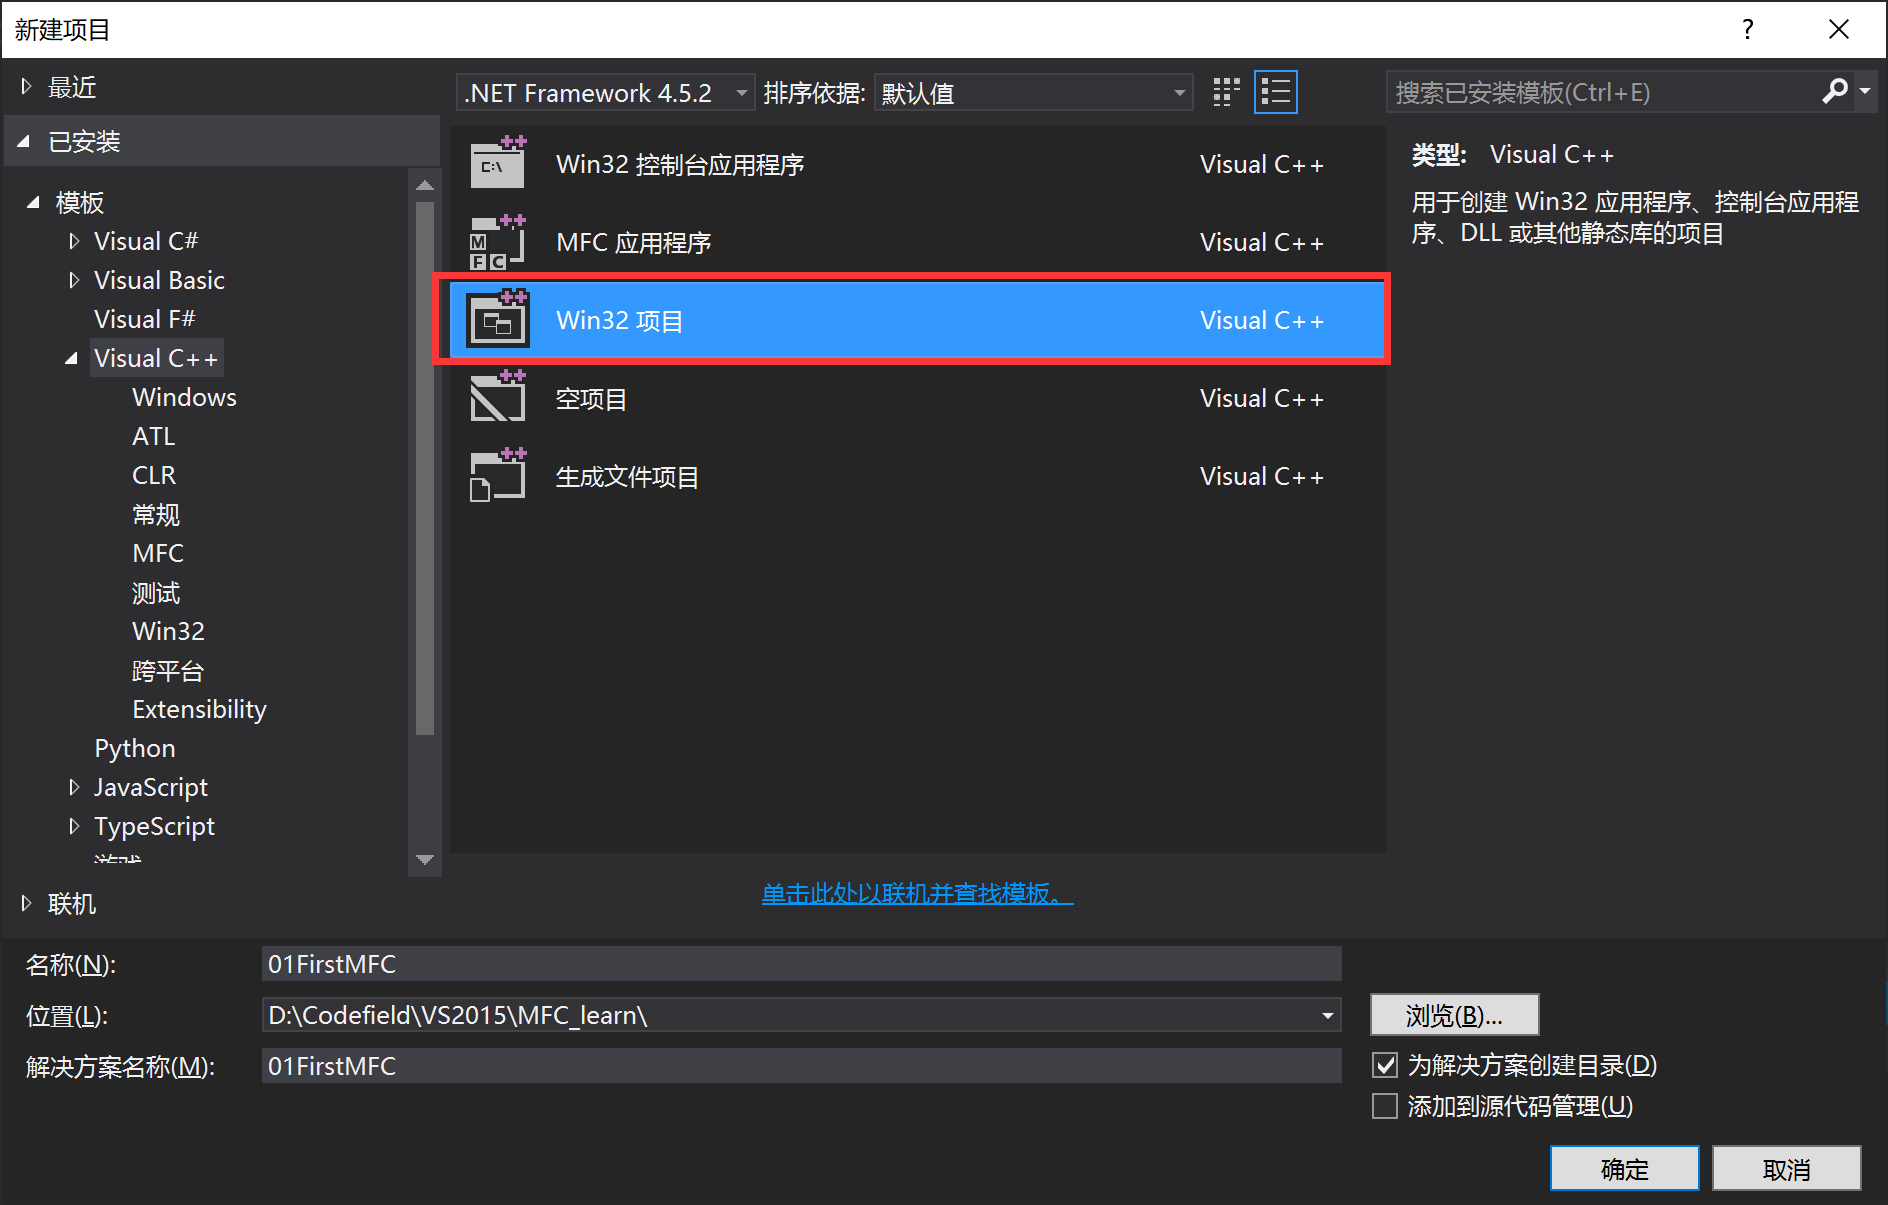 新建项目
?
最近
.NET Framework 4.5.2
排序依据:
默认值
搜索已安装模板(Ctrl+E)
已安装
模板
Visual C#
Visual Basic
Visual F#
Visual C++
Windows
ATL
CLR
常规
MFC
测试
Win32
跨平台
Extensibility
Python
JavaScript
TypeScript
游戏
联机
C:\
Win32 控制台应用程序 Visual C++
MFC
MFC 应用程序 Visual C++
Win32 项目 Visual C++
空项目 Visual C++
生成文件项目 Visual C++
单击此处以联机并查找模板。
类型: Visual C++
用于创建 Win32 应用程序、控制台应用程
序、DLL 或其他静态库的项目
名称(N): 01FirstMFC
位置(L): D:\Codefield\VS2015\MFC_learn\
浏览(B)...
解决方案名称(M): 01FirstMFC
为解决方案创建目录(D)
添加到源代码管理(U)
确定
取消